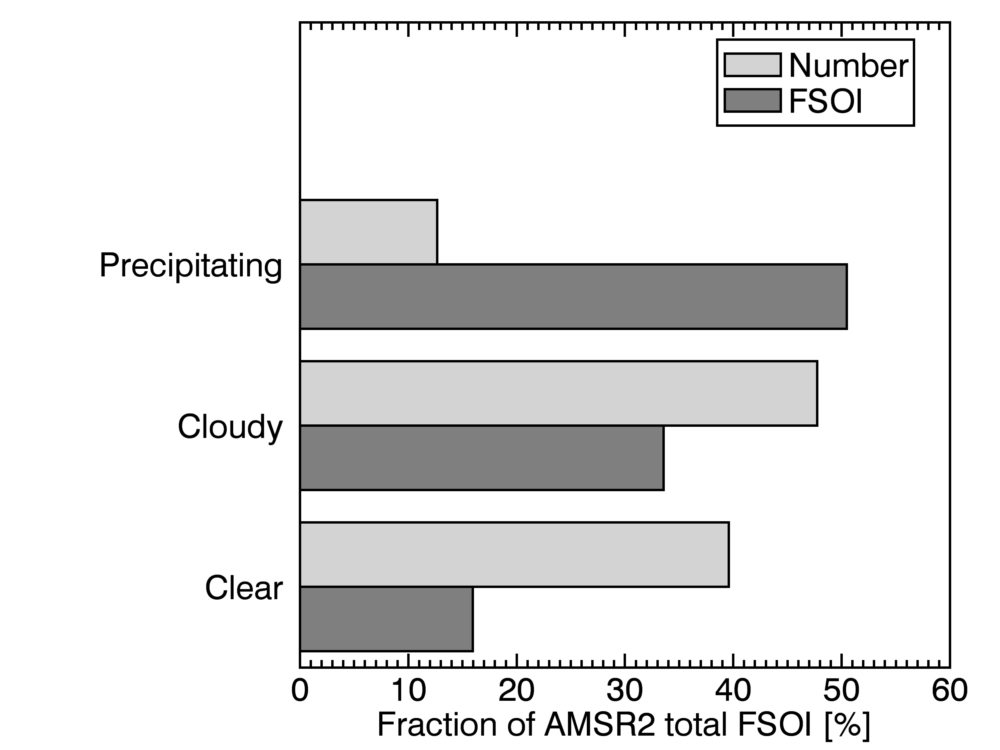 Number
FSOI
Precipitating
Cloudy
Clear
0 10 20 30 40 50 60
Fraction of AMSR2 total FSOI [%]